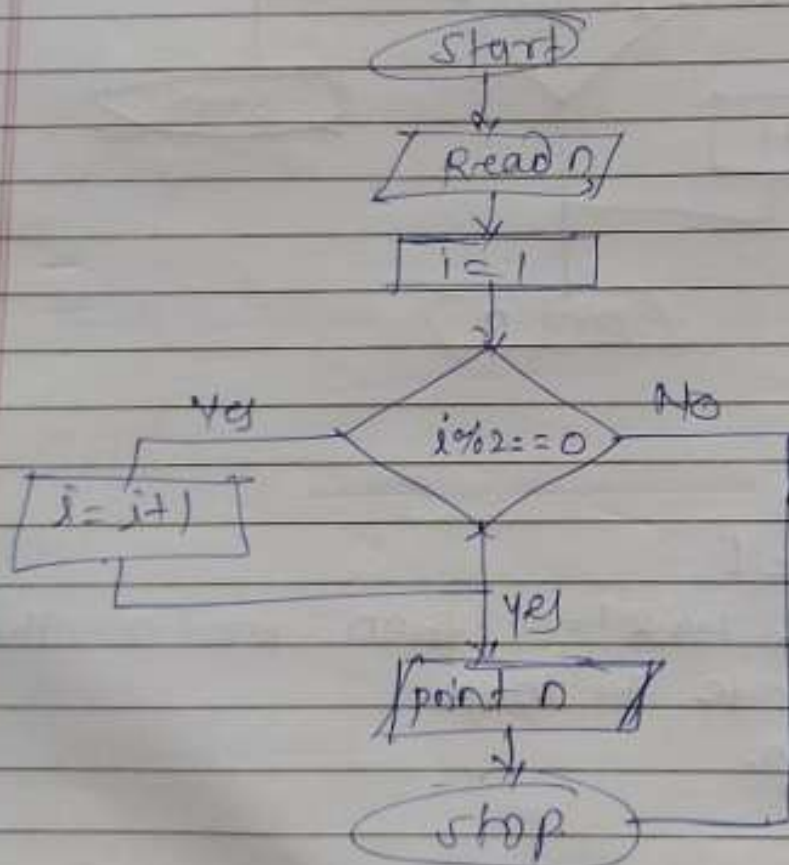 Start
Read n
i = 1
Yes
i%2==0
No
i = i+1
yes
print n
stop